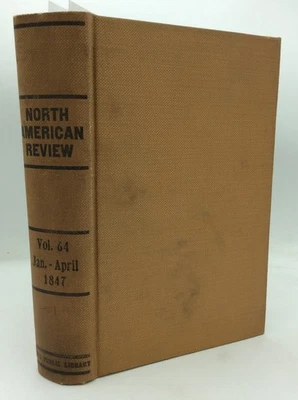 NORTH
AMERICAN
REVIEW
Vol. 64
Jan. - April
1847
PUBLIC LIBRARY